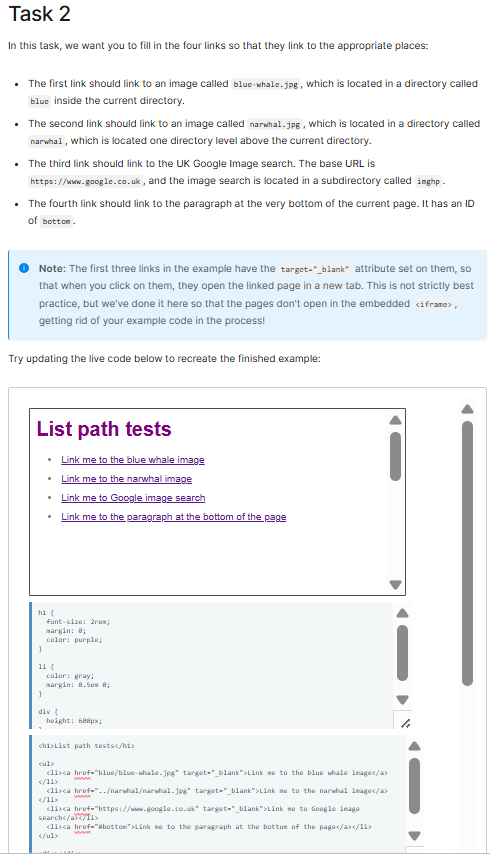 Task 2
In this task, we want you to fill in the four links so that they link to the appropriate places:
• The first link should link to an image called blue-whale.jpg, which is located in a directory called
blue inside the current directory.
• The second link should link to an image called narwhal.jpg, which is located in a directory called
narwhal, which is located one directory level above the current directory.
• The third link should link to the UK Google Image search. The base URL is
https://www.google.co.uk, and the image search is located in a subdirectory called imghp.
• The fourth link should link to the paragraph at the very bottom of the current page. It has an ID
of bottom.
Note: The first three links in the example have the target="_blank" attribute set on them, so
that when you click on them, they open the linked page in a new tab. This is not strictly best
practice, but we've done it here so that the pages don't open in the embedded <iframe>,
getting rid of your example code in the process!
Try updating the live code below to recreate the finished example:
List path tests
• Link me to the blue whale image
• Link me to the narwhal image
• Link me to Google image search
• Link me to the paragraph at the bottom of the page
h1 {
font-size: 2rem;
margin: 0;
color: purple;
}
li {
color: gray;
margin: 0.5em 0;
}
div {
height: 600px;
<h1>List path tests</h1>
<ul>
<li><a href="blue/blue-whale.jpg" target="_blank">Link me to the blue whale image</a>
</li>
<li><a href="../narwhal/narwhal.jpg" target="_blank">Link me to the narwhal image</a>
</li>
<li><a href="https://www.google.co.uk" target="_blank">Link me to Google image
search</a></li>
<li><a href="#bottom">Link me to the paragraph at the bottom of the page</a></li>
</ul>